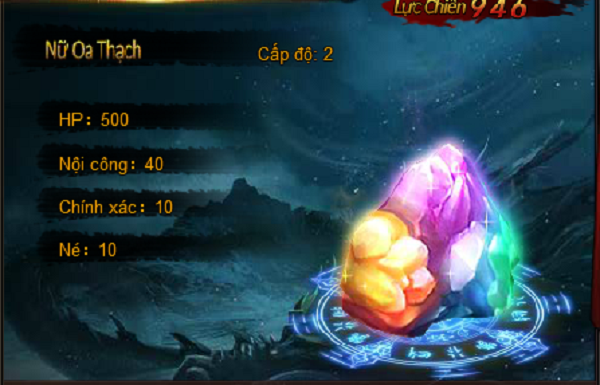 Lực Chiến 946
Nữ Oa Thạch
Cấp độ: 2
HP: 500
Nội công: 40
Chính xác: 10
Né: 10